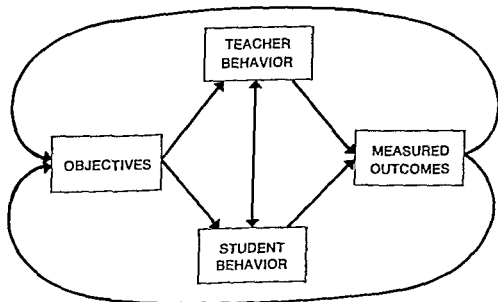 TEACHER
BEHAVIOR
OBJECTIVES
MEASURED
OUTCOMES
STUDENT
BEHAVIOR